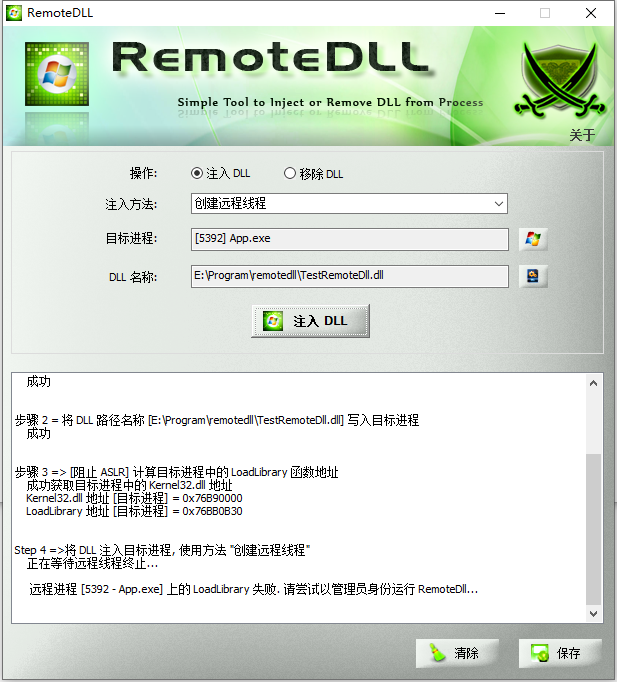 RemoteDLL
RemoteDLL
Simple Tool to Inject or Remove DLL from Process
关于
操作: 注入 DLL 移除 DLL
注入方法: 创建远程线程
目标进程: [5392] App.exe
DLL 名称: E:\Program\remotedll\TestRemoteDll.dll
注入 DLL
成功
步骤 2 = 将 DLL 路径名称 [E:\Program\remotedll\TestRemoteDll.dll] 写入目标进程
成功
步骤 3 => [阻止 ASLR] 计算目标进程中的 LoadLibrary 函数地址
成功获取目标进程中的 Kernel32.dll 地址
Kernel32.dll 地址 [目标进程] = 0x76B90000
LoadLibrary 地址 [目标进程] = 0x76BB0B30
Step 4 =>将 DLL 注入目标进程, 使用方法 "创建远程线程"
正在等待远程线程终止...
远程进程 [5392 - App.exe] 上的 LoadLibrary 失败. 请尝试以管理员身份运行 RemoteDll...
清除 保存